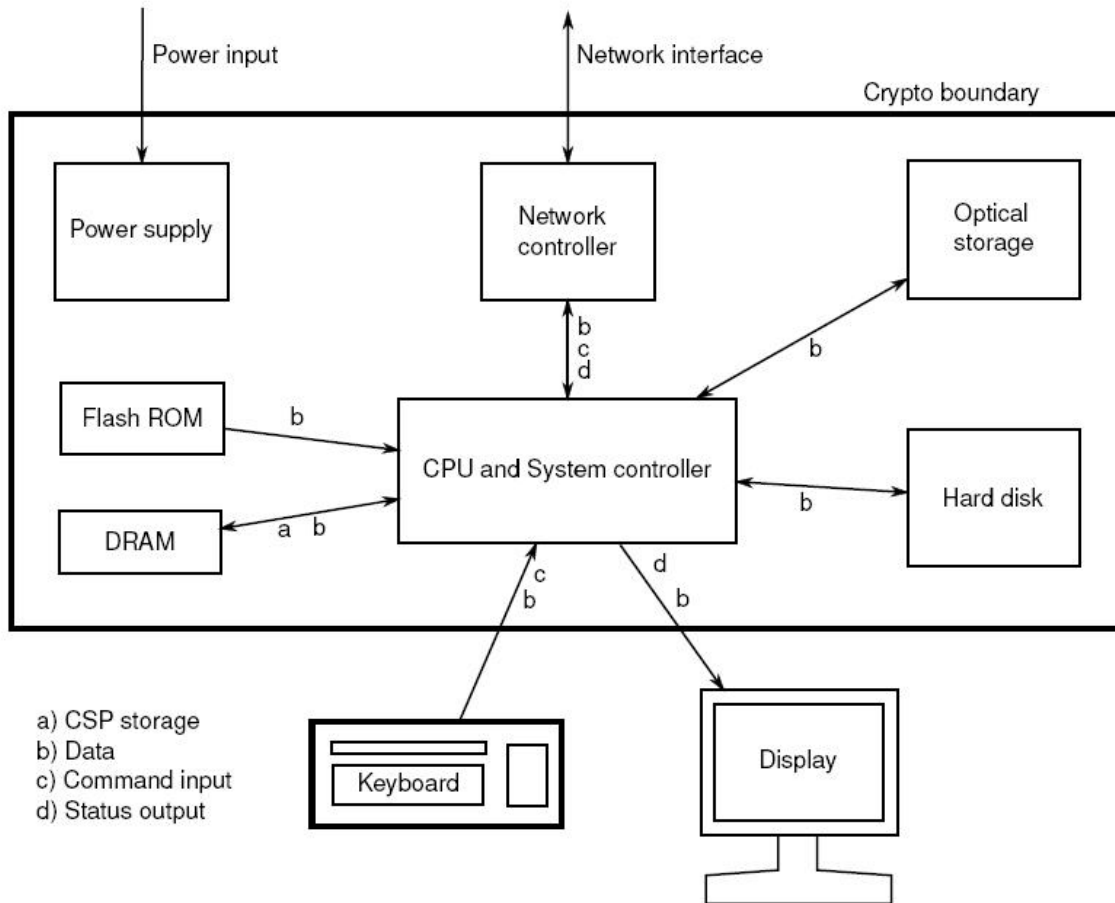 Power input
Network interface
Crypto boundary
Power supply
Network
controller
Optical
storage
b
c
d
b
Flash ROM
b
CPU and System controller
b
Hard disk
DRAM
a b
c
b
d
b
a) CSP storage
b) Data
c) Command input
d) Status output
Keyboard
Display